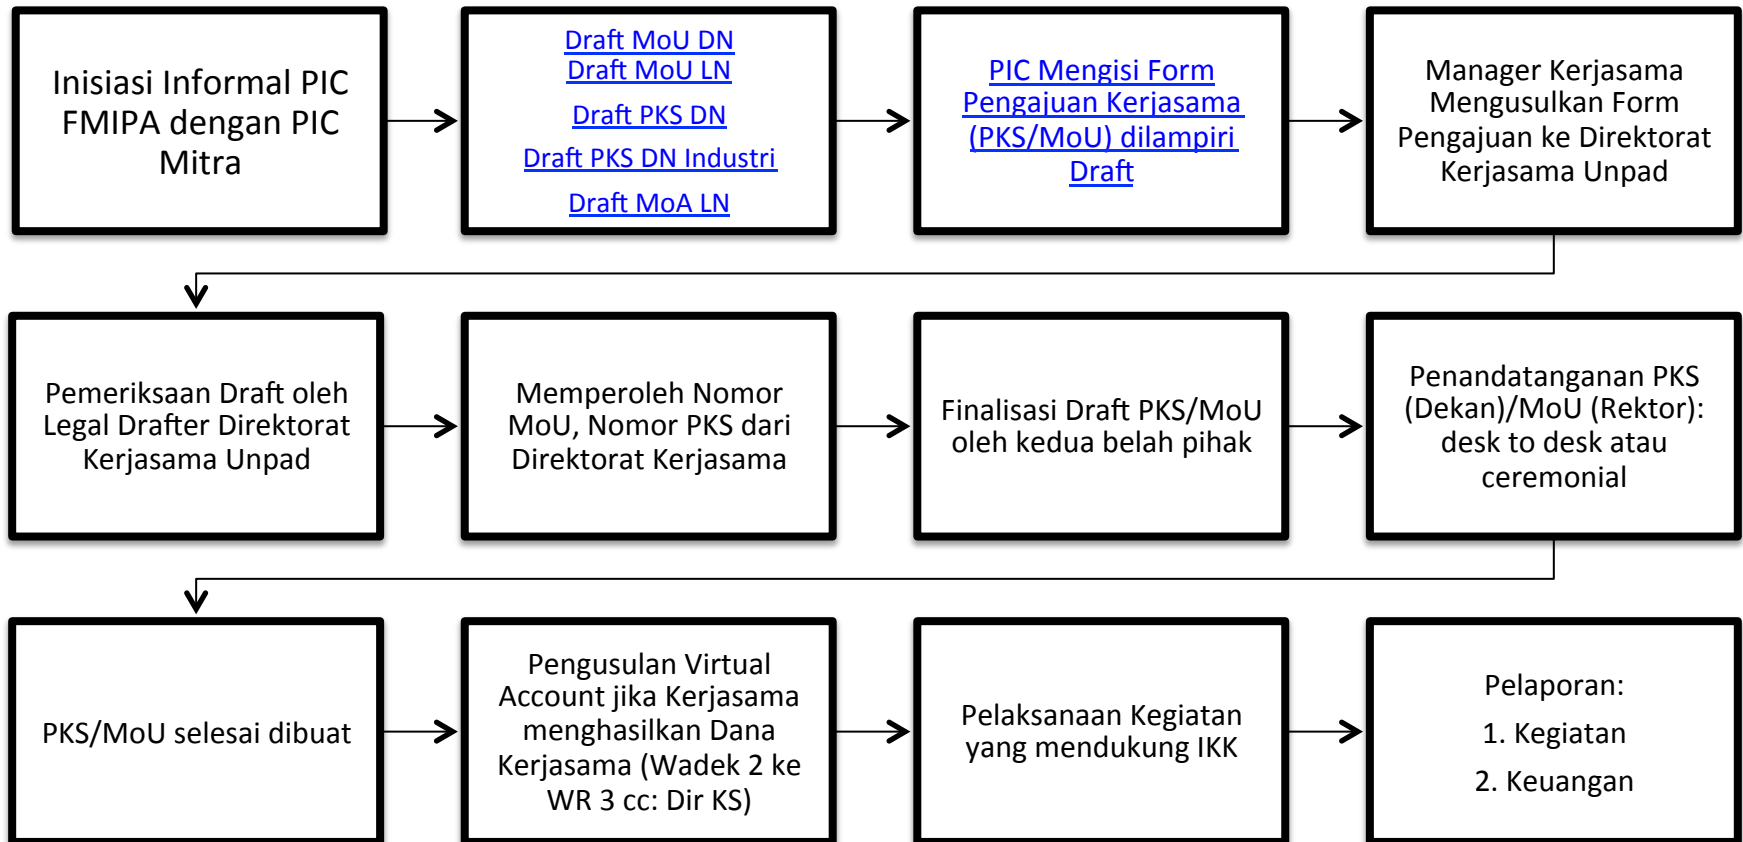 Inisiasi Informal PIC
FMIPA dengan PIC
Mitra
Draft MoU DN
Draft MoU LN
Draft PKS DN
Draft PKS DN Industri
Draft MoA LN
PIC Mengisi Form
Pengajuan Kerjasama
(PKS/MoU) dilampiri
Draft
Manager Kerjasama
Mengusulkan Form
Pengajuan ke Direktorat
Kerjasama Unpad
Pemeriksaan Draft oleh
Legal Drafter Direktorat
Kerjasama Unpad
Memperoleh Nomor
MoU, Nomor PKS dari
Direktorat Kerjasama
Finalisasi Draft PKS/MoU
oleh kedua belah pihak
Penandatanganan PKS
(Dekan)/MoU (Rektor):
desk to desk atau
ceremonial
PKS/MoU selesai dibuat
Pengusulan Virtual
Account jika Kerjasama
menghasilkan Dana
Kerjasama (Wadek 2 ke
WR 3 cc: Dir KS)
Pelaksanaan Kegiatan
yang mendukung IKK
Pelaporan:
1. Kegiatan
2. Keuangan